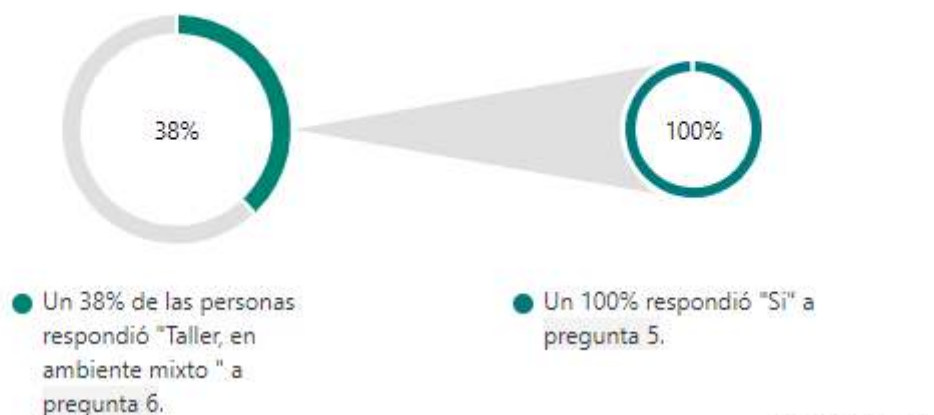 38%
100%
Un 38% de las personas
respondió "Taller, en
ambiente mixto " a
pregunta 6.
Un 100% respondió "Si" a
pregunta 5.